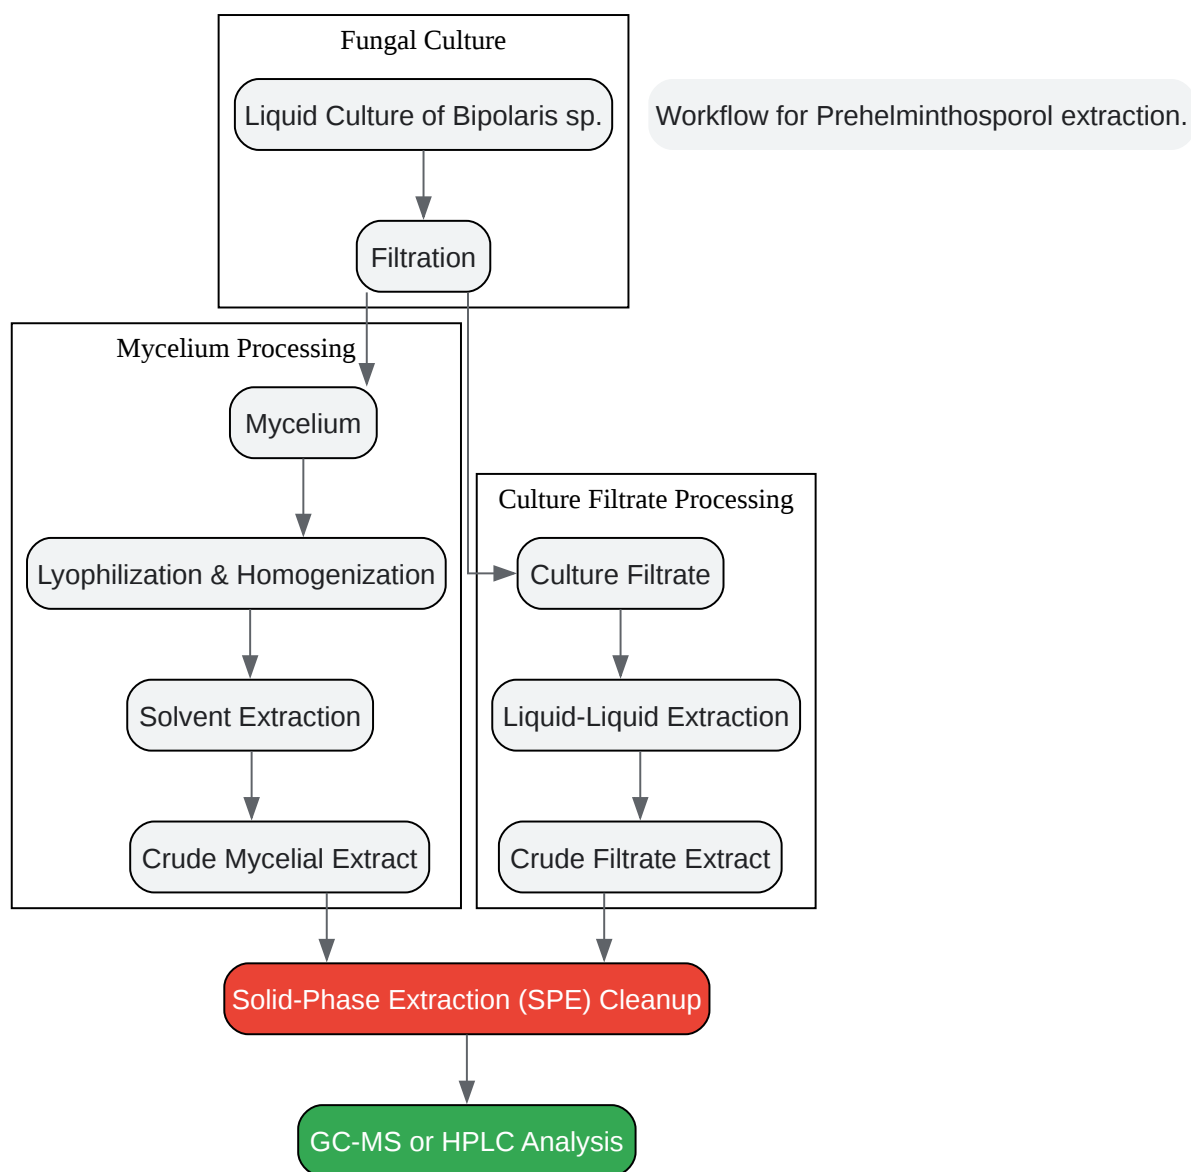 Fungal Culture
Liquid Culture of Bipolaris sp.
Workflow for Prehelminthosporol extraction.
Filtration
Mycelium Processing
Mycelium
Lyophilization & Homogenization
Solvent Extraction
Crude Mycelial Extract
Culture Filtrate Processing
Culture Filtrate
Liquid-Liquid Extraction
Crude Filtrate Extract
Solid-Phase Extraction (SPE) Cleanup
GC-MS or HPLC Analysis